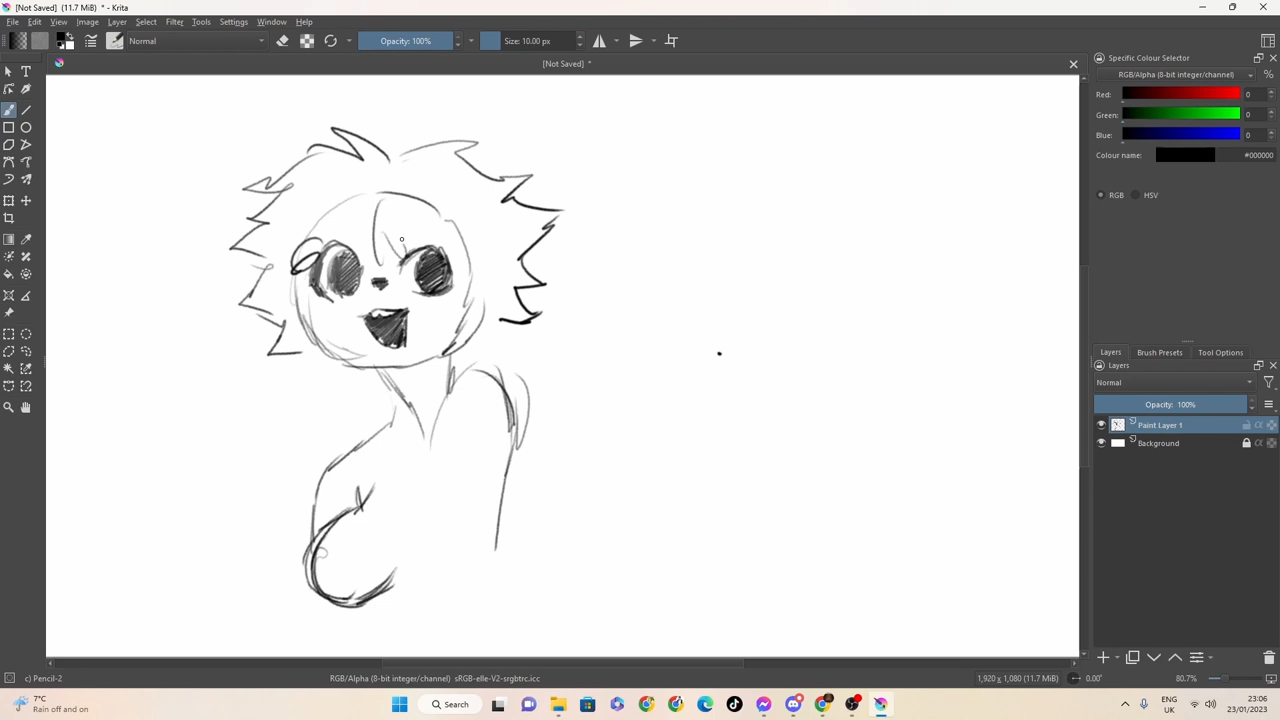 [Not Saved] (11.7 MiB) * - Krita
File Edit View Image Layer Select Filter Tools Settings Window Help
Normal Opacity: 100% Size: 10.00 px
[Not Saved] *
Specific Colour Selector
RGB/Alpha (8-bit integer/channel) %
Red: 0
Green: 0
Blue: 0
Colour name: #000000
RGB HSV
Layers Brush Presets Tool Options
Layers
Normal
Opacity: 100%
Paint Layer 1
Background
c) Pencil-2 RGB/Alpha (8-bit integer/channel) sRGB-elle-V2-srgbtrc.icc 1,920 x 1,080 (11.7 MiB) 0.00° 80.7%
7°C
Rain off and on
Search
ENG
UK
23:06
23/01/2023